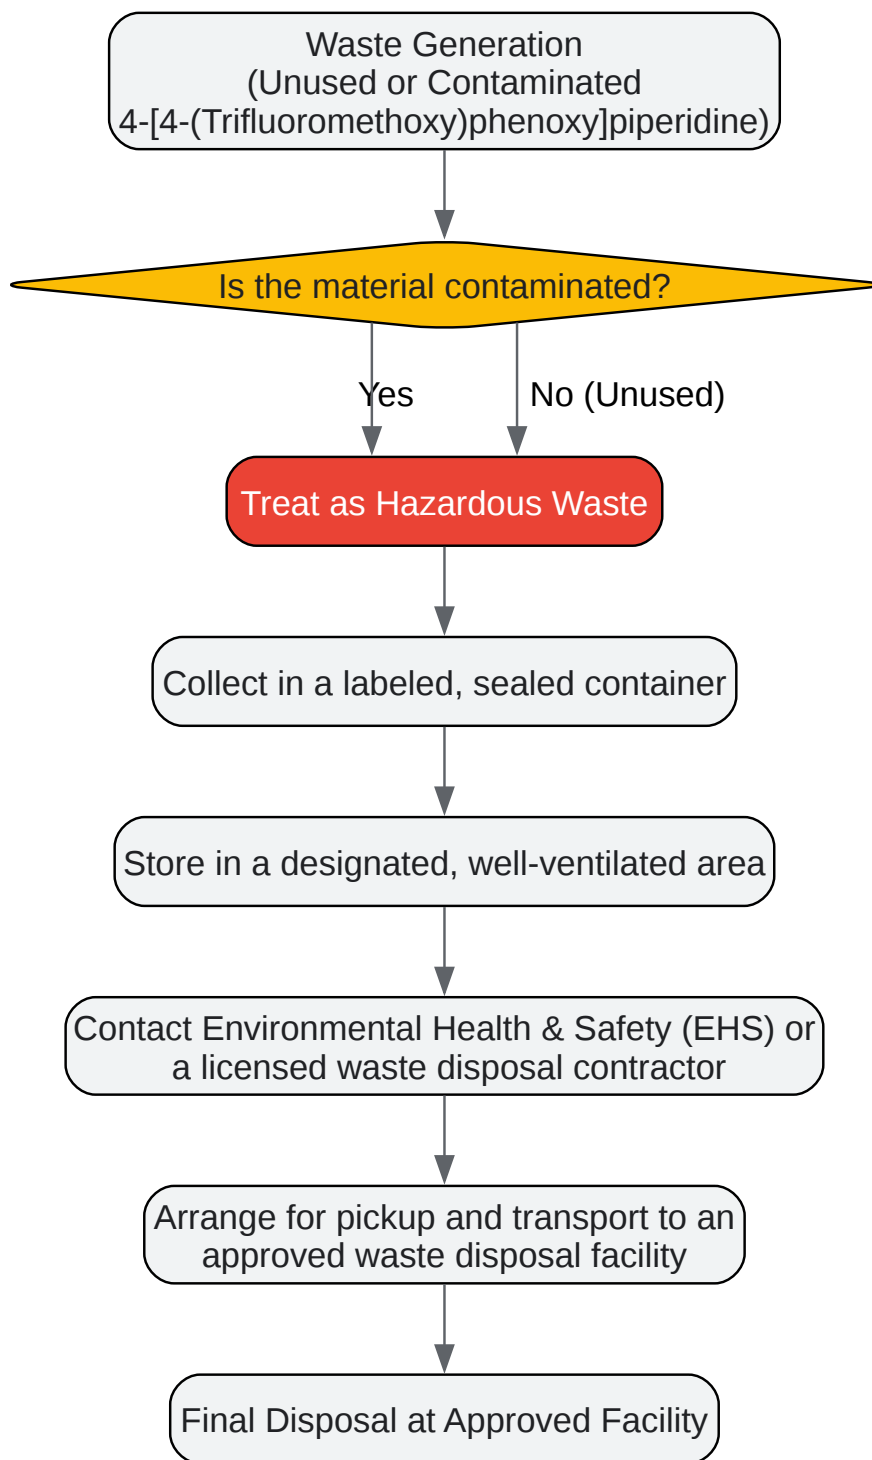 Waste Generation
(Unused or Contaminated
4-[4-(Trifluoromethoxy)phenoxy]piperidine)
Is the material contaminated?
Yes
No (Unused)
Treat as Hazardous Waste
Collect in a labeled, sealed container
Store in a designated, well-ventilated area
Contact Environmental Health & Safety (EHS) or
a licensed waste disposal contractor
Arrange for pickup and transport to an
approved waste disposal facility
Final Disposal at Approved Facility